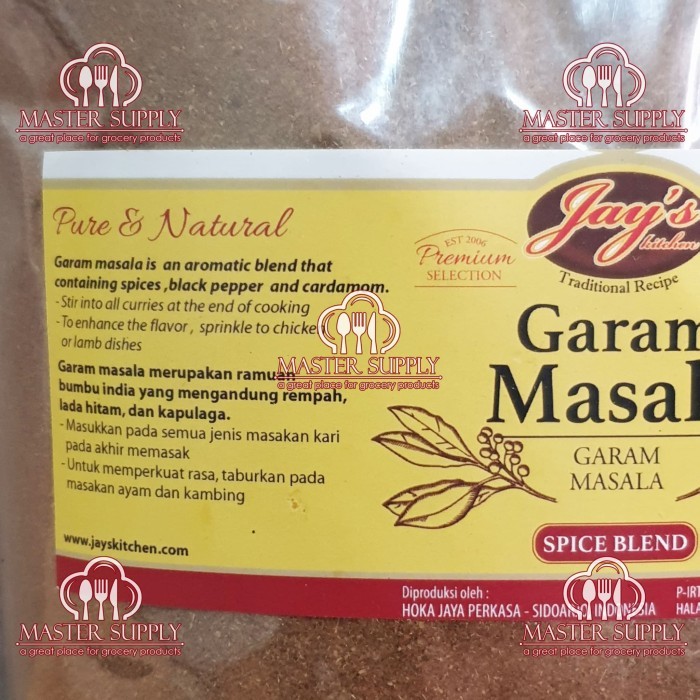 MASTER SUPPLY
a great place for grocery products
MASTER SUPPLY
a great place for grocery products
Pure & Natural
Garam masala is an aromatic blend that
containing spices ,black pepper and cardamom.
- Stir into all curries at the end of cooking
- To enhance the flavor , sprinkle to chicken
or lamb dishes
Garam masala merupakan ramuan
bumbu india yang mengandung rempah,
lada hitam, dan kapulaga.
- Masukkan pada semua jenis masakan kari
pada akhir memasak
- Untuk memperkuat rasa, taburkan pada
masakan ayam dan kambing
www.jayskitchen.com
EST 2006
Premium
SELECTION
Jay's
kitchen
Traditional Recipe
Garam
Masal
GARAM
MASALA
SPICE BLEND
MASTER SUPPLY
a great place for grocery products
Diproduksi oleh :
HOKA JAYA PERKASA - SIDOARJO, INDONESIA
P-IRT
HALA
MASTER SUPPLY
a great place for grocery products
MASTER SUPPLY
a great place for grocery products